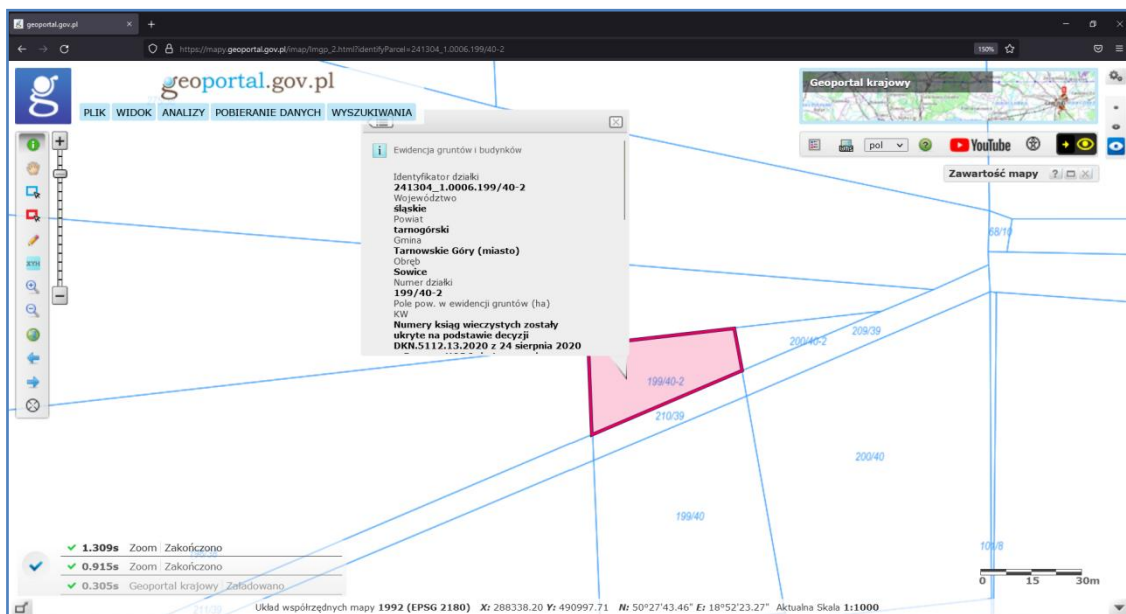 geoportal.gov.pl
https://mapy.geoportal.gov.pl/imap/Imgp_2.html?identifyParcel=241304_1.0006.199/40-2
150%
geoportal.gov.pl
PLIK WIDOK ANALIZY POBIERANIE DANYCH WYSZUKIWANIA
Geoportal krajowy
pol
YouTube
Zawartość mapy
Ewidencja gruntów i budynków
Identyfikator działki
241304_1.0006.199/40-2
Województwo
śląskie
Powiat
tarnogórski
Gmina
Tarnowskie Góry (miasto)
Obręb
Sowice
Numer działki
199/40-2
Pole pow. w ewidencji gruntów (ha)
KW
Numery ksiąg wieczystych zostały
ukryte na podstawie decyzji
DKN.5112.13.2020 z 24 sierpnia 2020
XYH
68/10
209/39
200/40-2
199/40-2
210/39
200/40
199/40
101/8
1.309s Zoom Zakończono
0.915s Zoom Zakończono
0.305s Geoportal krajowy Załadowano
211/39
0 15 30m
Układ współrzędnych mapy 1992 (EPSG 2180) X: 288338.20 Y: 490997.71 N: 50°27'43.46" E: 18°52'23.27" Aktualna Skala 1:1000